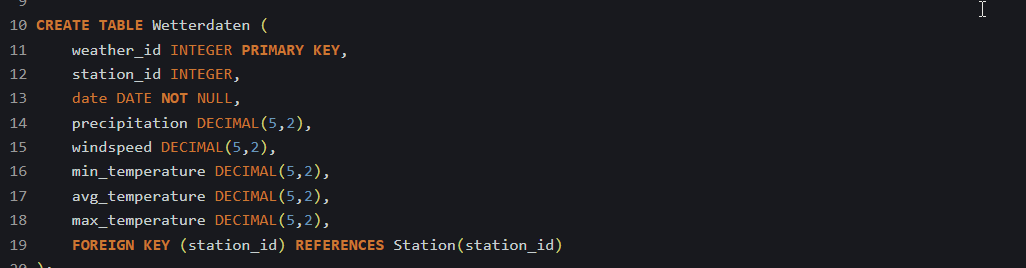 9
10 CREATE TABLE Wetterdaten (
11 weather_id INTEGER PRIMARY KEY,
12 station_id INTEGER,
13 date DATE NOT NULL,
14 precipitation DECIMAL(5,2),
15 windspeed DECIMAL(5,2),
16 min_temperature DECIMAL(5,2),
17 avg_temperature DECIMAL(5,2),
18 max_temperature DECIMAL(5,2),
19 FOREIGN KEY (station_id) REFERENCES Station(station_id)
20 );